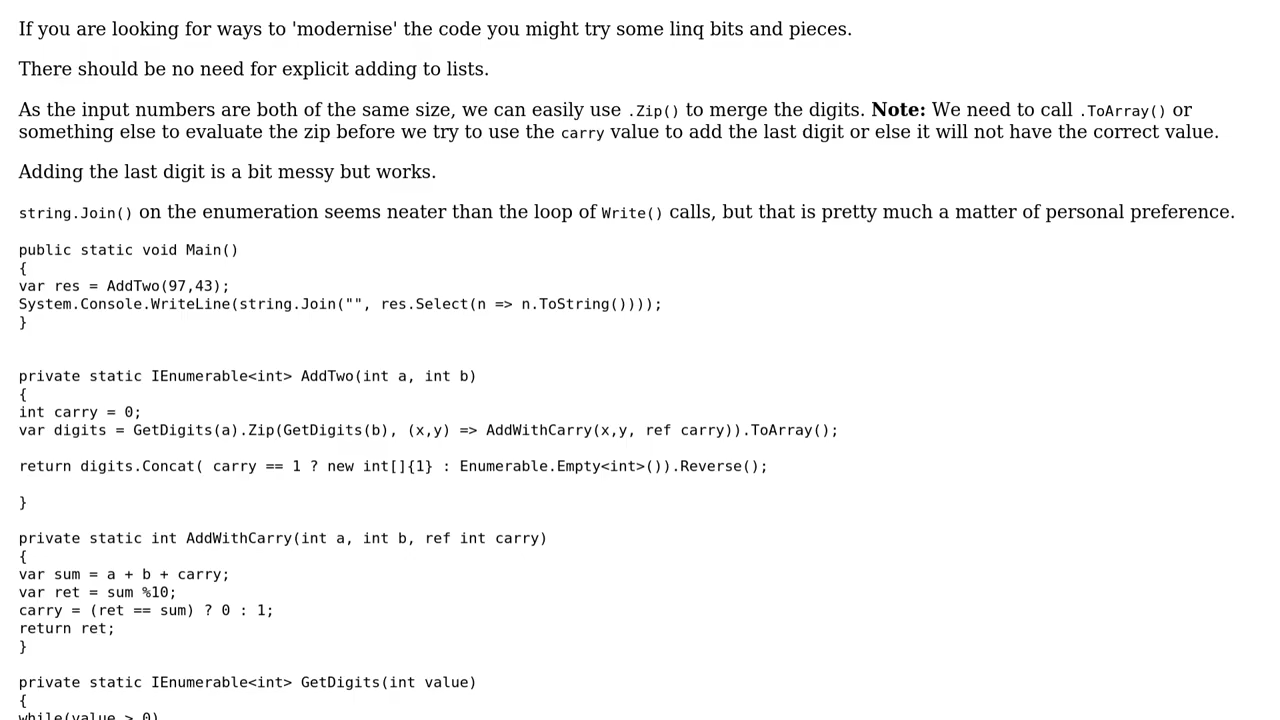 If you are looking for ways to 'modernise' the code you might try some linq bits and pieces.
There should be no need for explicit adding to lists.
As the input numbers are both of the same size, we can easily use .Zip() to merge the digits. Note: We need to call .ToArray() or
something else to evaluate the zip before we try to use the carry value to add the last digit or else it will not have the correct value.
Adding the last digit is a bit messy but works.
string.Join() on the enumeration seems neater than the loop of Write() calls, but that is pretty much a matter of personal preference.
public static void Main()
{
var res = AddTwo(97,43);
System.Console.WriteLine(string.Join("", res.Select(n => n.ToString())));
}
private static IEnumerable<int> AddTwo(int a, int b)
{
int carry = 0;
var digits = GetDigits(a).Zip(GetDigits(b), (x,y) => AddWithCarry(x,y, ref carry)).ToArray();
return digits.Concat( carry == 1 ? new int[]{1} : Enumerable.Empty<int>()).Reverse();
}
private static int AddWithCarry(int a, int b, ref int carry)
{
var sum = a + b + carry;
var ret = sum %10;
carry = (ret == sum) ? 0 : 1;
return ret;
}
private static IEnumerable<int> GetDigits(int value)
{
while(value > 0)